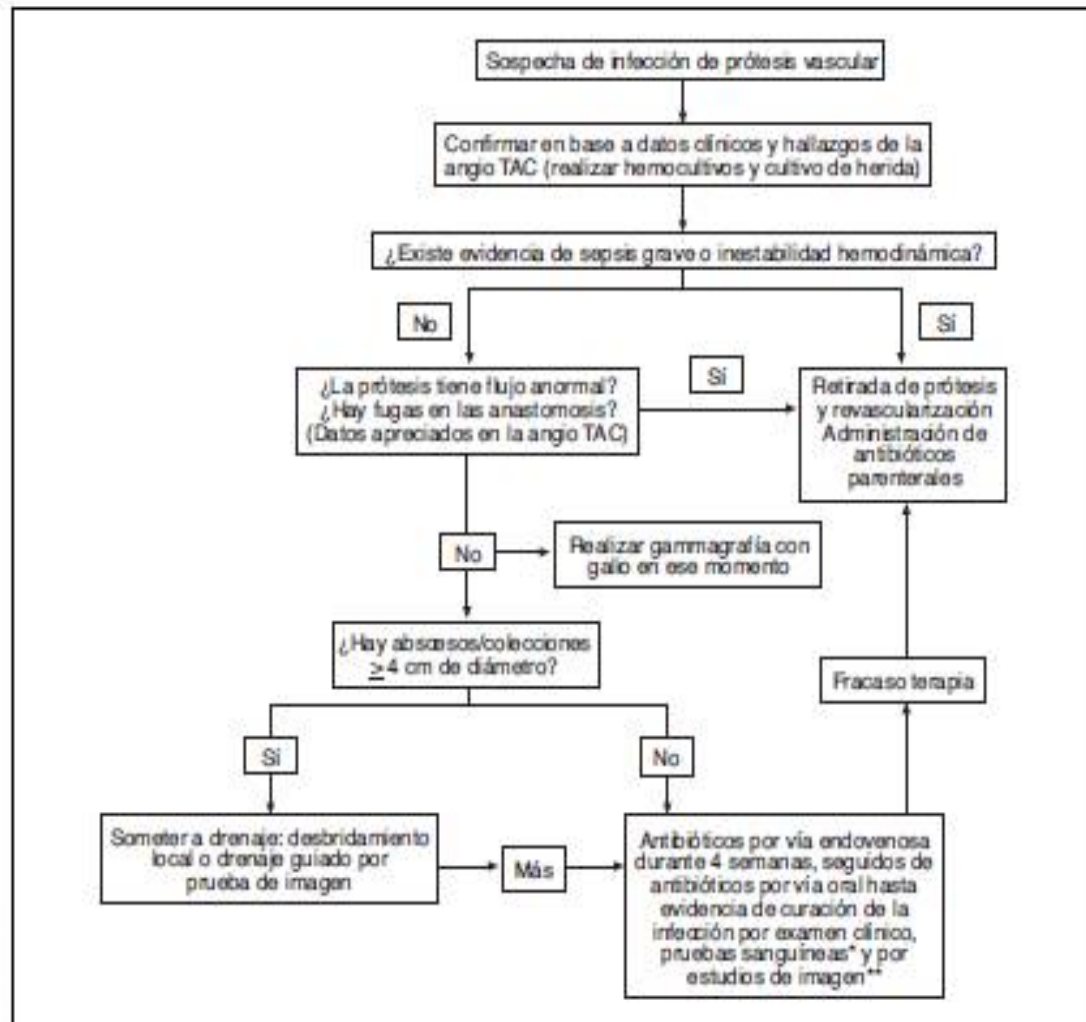 Sospecha de infección de prótesis vascular
Confirmar en base a datos clínicos y hallazgos de la
angio TAC (realizar hemocultivos y cultivo de herida)
¿Existe evidencia de sepsis grave o inestabilidad hemodinámica?
No
Sí
¿La prótesis tiene flujo anormal?
¿Hay fugas en las anastomosis?
(Datos apreciados en la angio TAC)
Sí
Retirada de prótesis
y revascularización
Administración de
antibióticos
parenterales
No
Realizar gammagrafía con
galio en ese momento
¿Hay abscesos/colecciones
≥ 4 cm de diámetro?
Fracaso terapia
Sí
No
Someter a drenaje: desbridamiento
local o drenaje guiado por
prueba de imagen
Más
Antibióticos por vía endovenosa
durante 4 semanas, seguidos de
antibióticos por vía oral hasta
evidencia de curación de la
infección por examen clínico,
pruebas sanguíneas* y por
estudios de imagen**